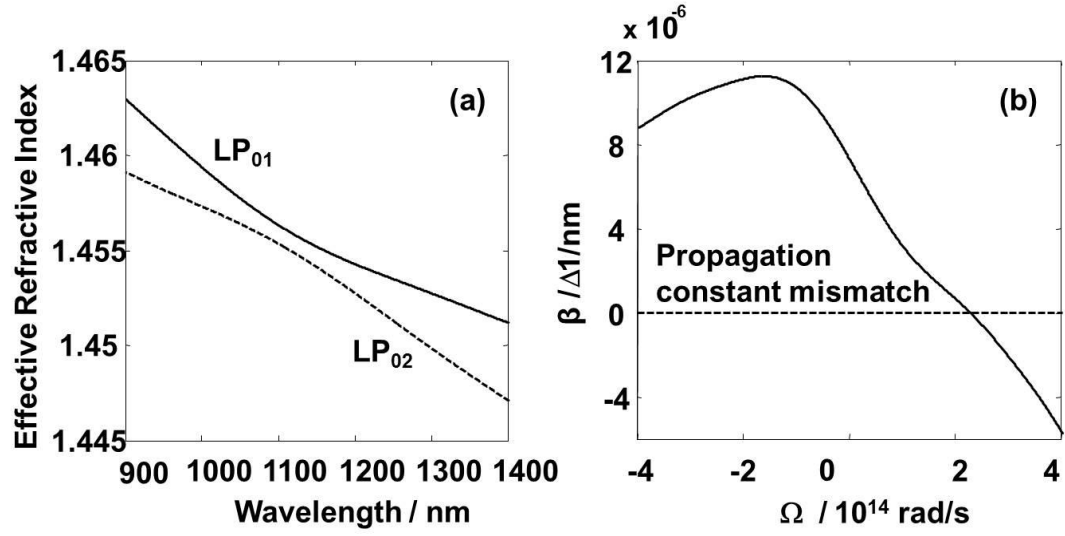 1.465
1.46
1.455
1.45
1.445
Effective Refractive Index
(a)
LP₀₁
LP₀₂
900 1000 1100 1200 1300 1400
Wavelength / nm
x 10⁻⁶
12
8
4
0
-4
β /Δ1/nm
(b)
Propagation
constant mismatch
-4 -2 0 2 4
Ω / 10¹⁴ rad/s